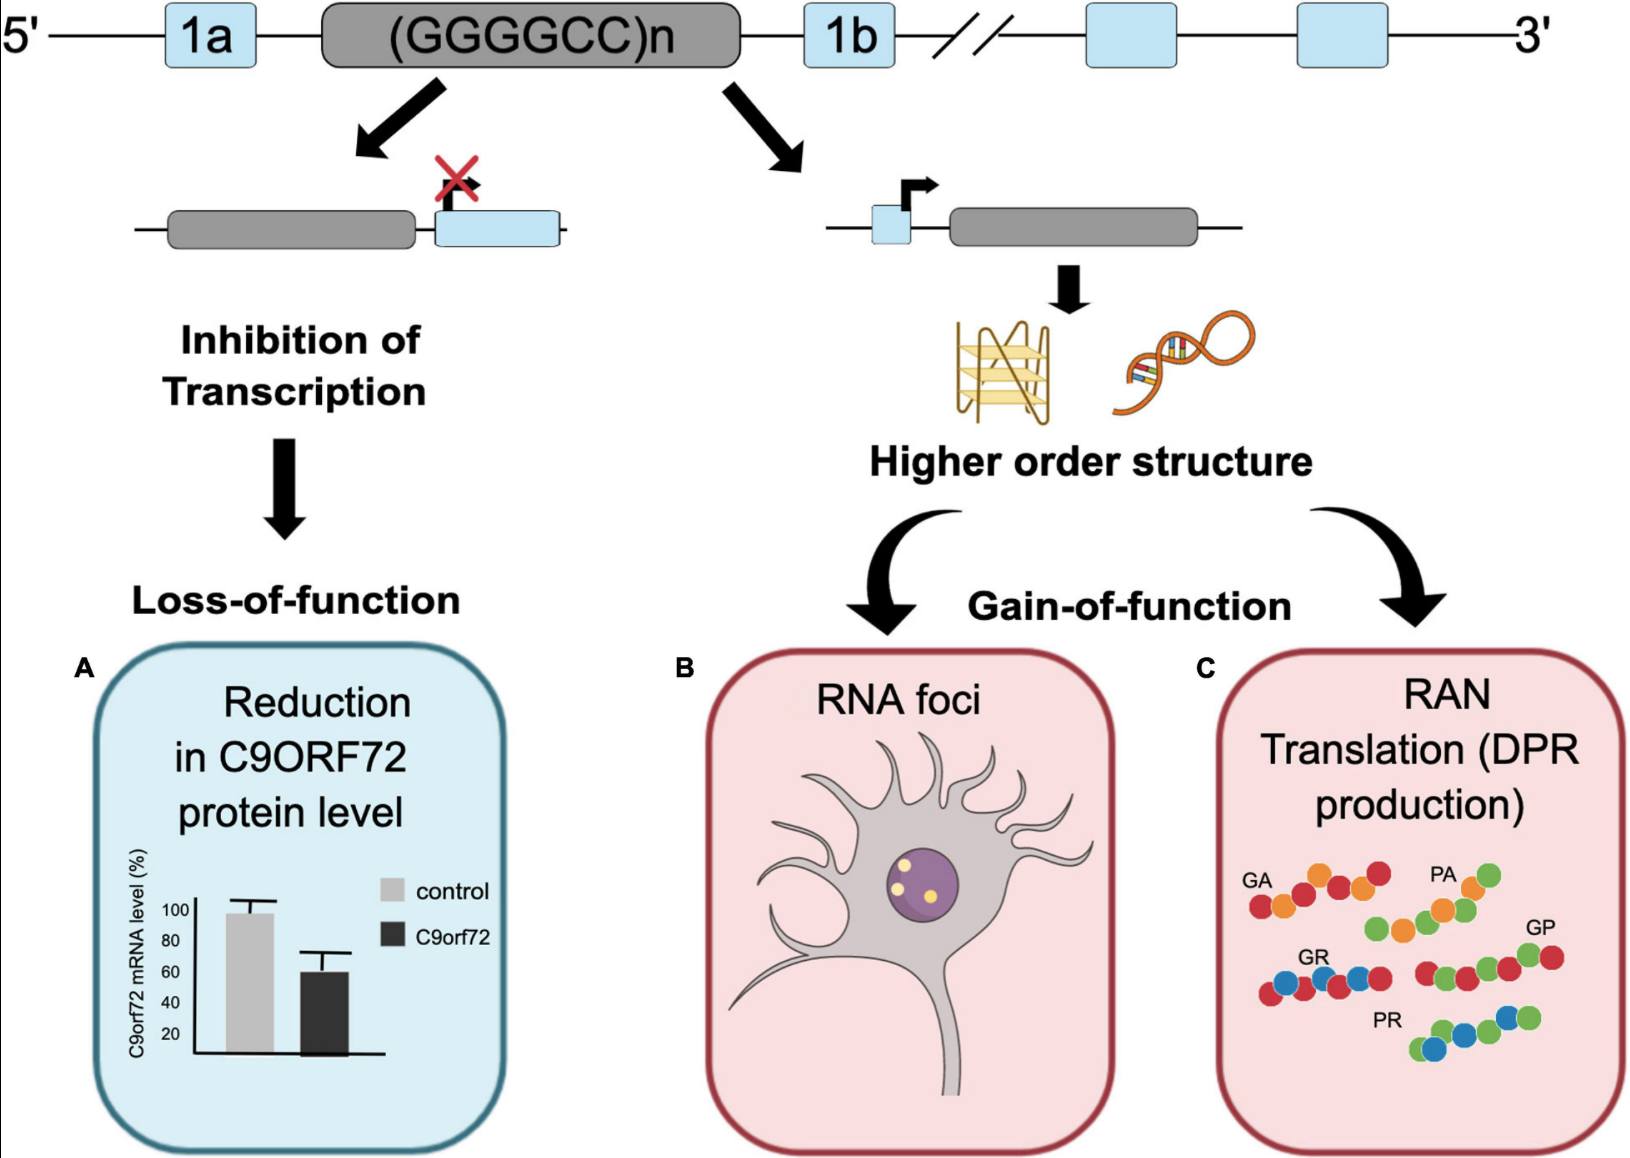 5'
1a
(GGGGCC)n
1b
3'
Inhibition of
Transcription
Higher order structure
Loss-of-function
Gain-of-function
A
Reduction
in C9ORF72
protein level
C9orf72 mRNA level (%)
100
80
60
40
20
control
C9orf72
B
RNA foci
C
RAN
Translation (DPR
production)
GA
PA
GP
GR
PR